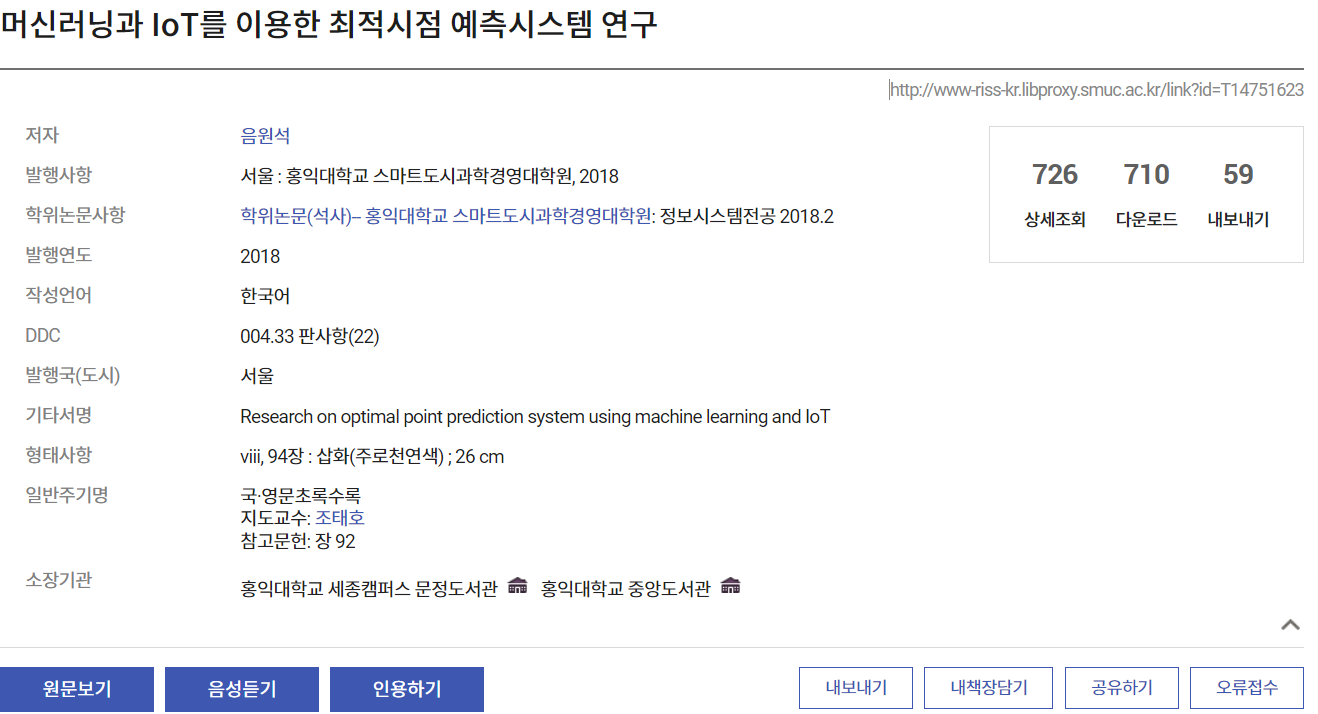 머신러닝과 IoT를 이용한 최적시점 예측시스템 연구
http://www-riss-kr.libproxy.smuc.ac.kr/link?id=T14751623
저자 음원석
발행사항 서울 : 홍익대학교 스마트도시과학경영대학원, 2018
학위논문사항 학위논문(석사)-- 홍익대학교 스마트도시과학경영대학원: 정보시스템전공 2018.2
발행연도 2018
작성언어 한국어
DDC 004.33 판사항(22)
발행국(도시) 서울
기타서명 Research on optimal point prediction system using machine learning and IoT
형태사항 viii, 94장 : 삽화(주로천연색) ; 26 cm
일반주기명 국·영문초록수록
지도교수: 조태호
참고문헌: 장 92
소장기관 홍익대학교 세종캠퍼스 문정도서관 홍익대학교 중앙도서관
726 710 59
상세조회 다운로드 내보내기
원문보기 음성듣기 인용하기 내보내기 내책장담기 공유하기 오류접수